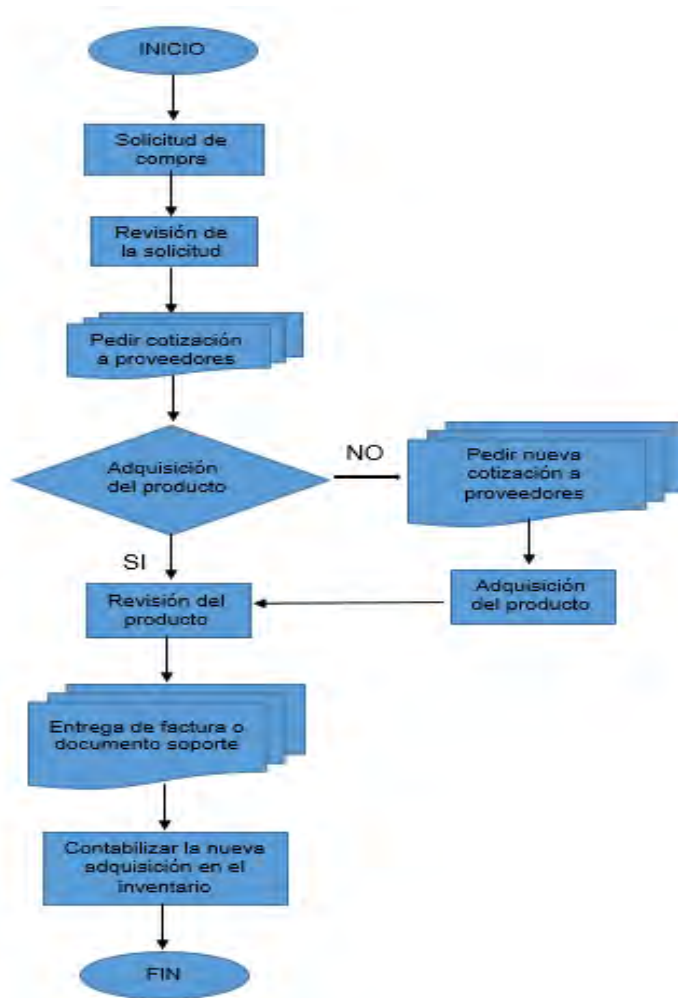 INICIO
Solicitud de
compra
Revisión de
la solicitud
Pedir cotización
a proveedores
Adquisición
del producto
NO
Pedir nueva
cotización a
proveedores
SI
Revisión del
producto
Adquisición
del producto
Entrega de factura o
documento soporte
Contabilizar la nueva
adquisición en el
inventario
FIN